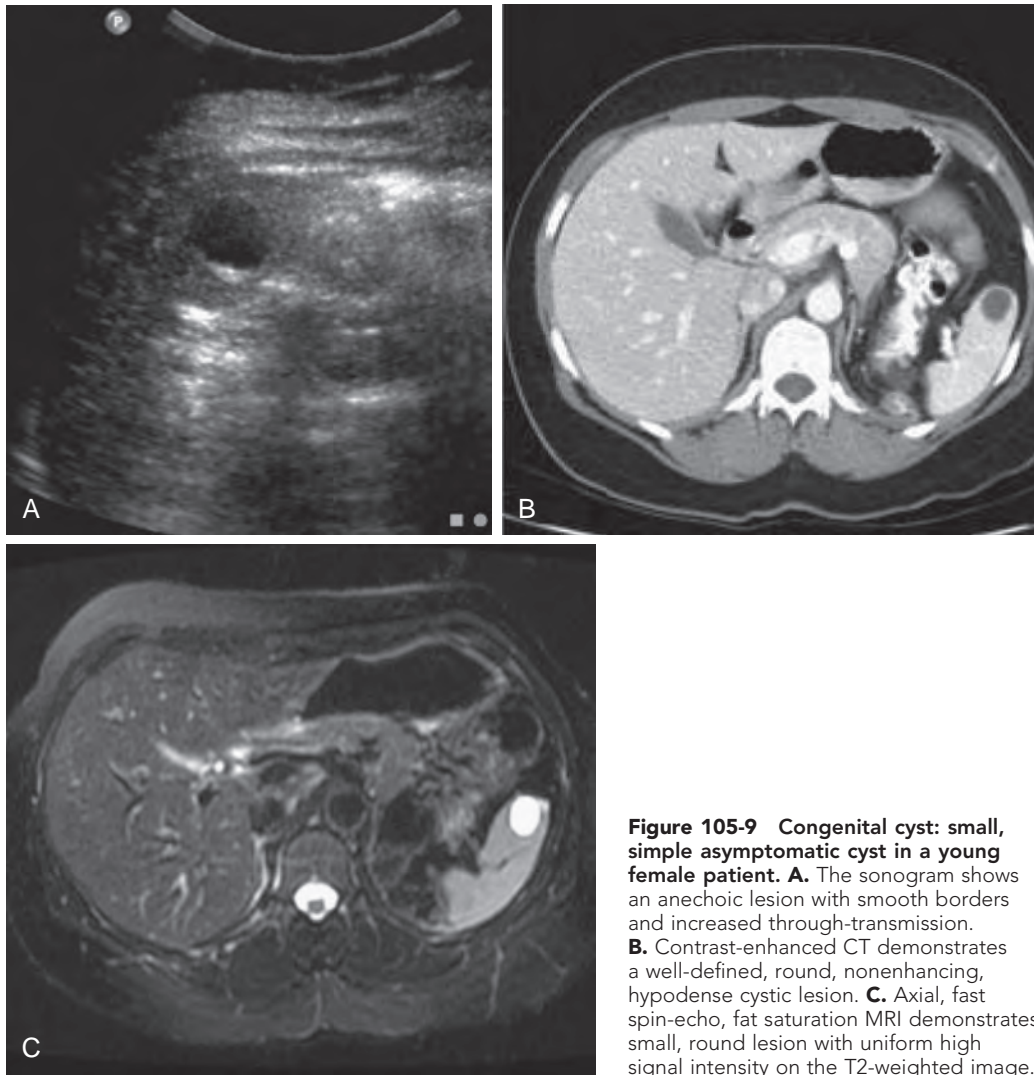 P
A
B
C
Figure 105-9 Congenital cyst: small,
simple asymptomatic cyst in a young
female patient. A. The sonogram shows
an anechoic lesion with smooth borders
and increased through-transmission.
B. Contrast-enhanced CT demonstrates
a well-defined, round, nonenhancing,
hypodense cystic lesion. C. Axial, fast
spin-echo, fat saturation MRI demonstrates
small, round lesion with uniform high
signal intensity on the T2-weighted image.